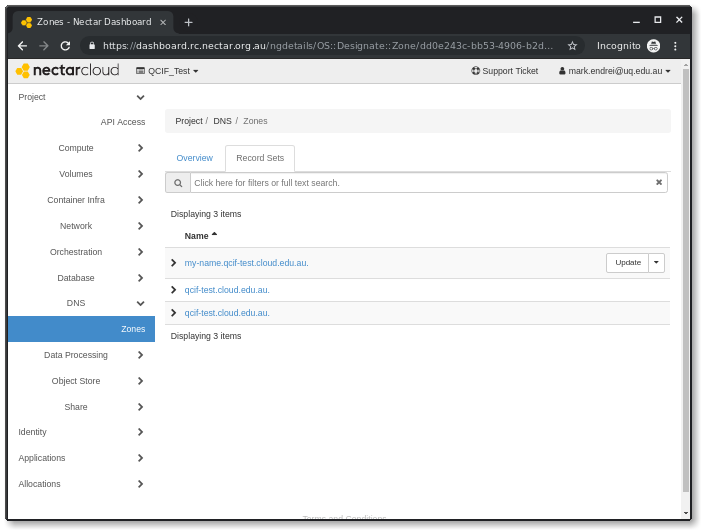 Zones - Nectar Dashboard
https://dashboard.rc.nectar.org.au/ngdetails/OS::Designate::Zone/dd0e243c-bb53-4906-b2d...
Incognito
nectarcloud
QCIF_Test
Support Ticket
mark.endrei@uq.edu.au
Project
API Access
Compute
Volumes
Container Infra
Network
Orchestration
Database
DNS
Zones
Data Processing
Object Store
Share
Identity
Applications
Allocations
Project / DNS / Zones
Overview
Record Sets
Click here for filters or full text search.
Displaying 3 items
Name
my-name.qcif-test.cloud.edu.au.
Update
qcif-test.cloud.edu.au.
qcif-test.cloud.edu.au.
Displaying 3 items
Terms and Conditions